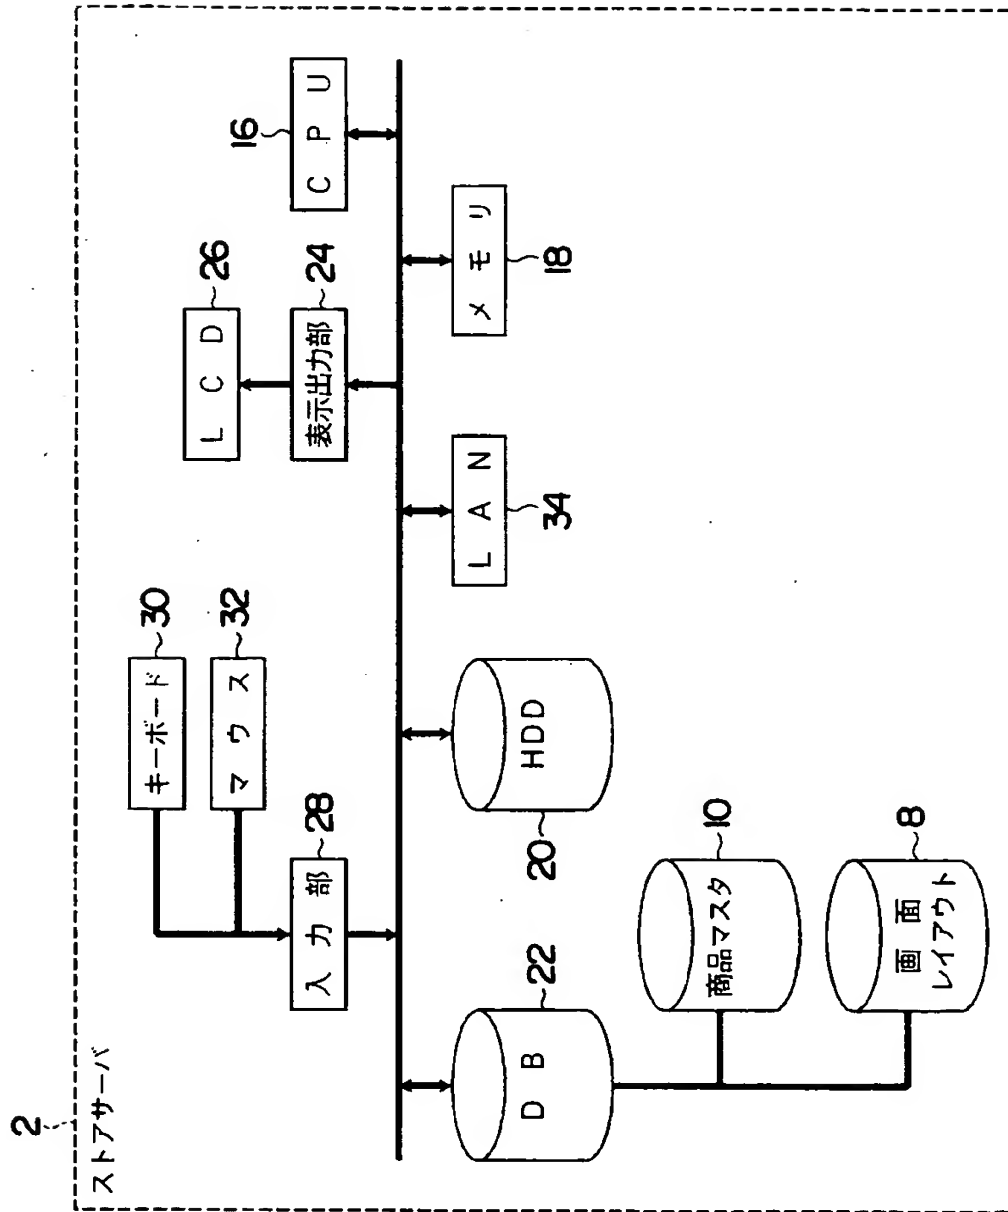 2
ストアサーバ
キーボード
30
マウス
32
入力部
28
LCD
26
表示出力部
24
CPU
16
DB
22
HDD
20
LAN
34
メモリ
18
商品マスタ
10
画面
レイアウト
8